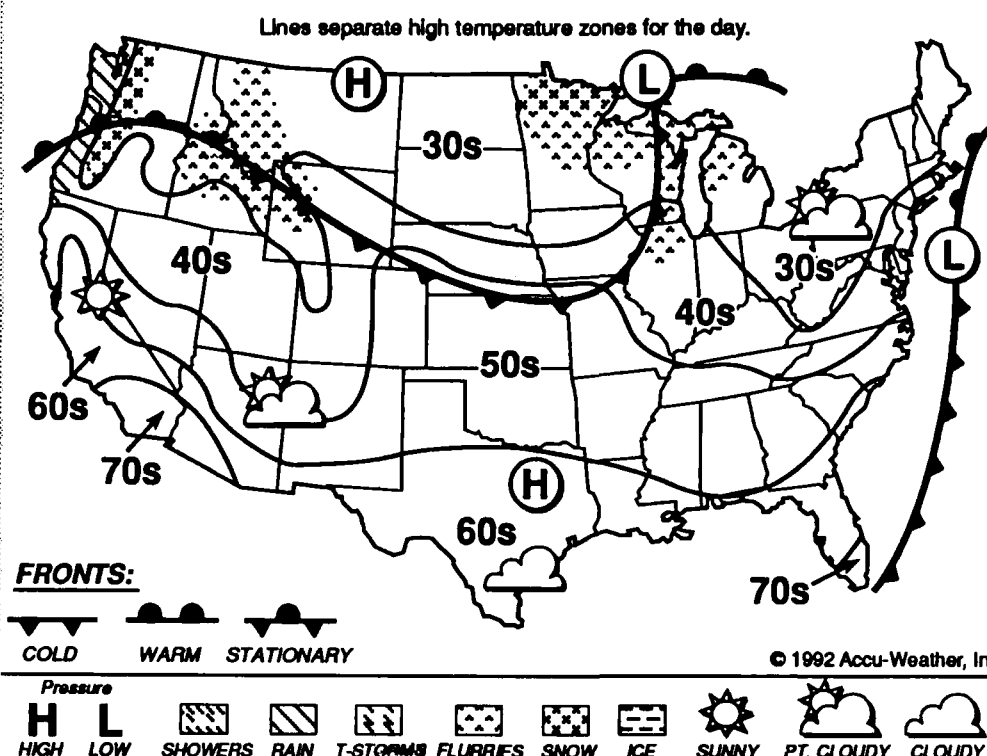 Lines separate high temperature zones for the day.
H
L
30s
40s
30s
L
40s
50s
60s
70s
H
60s
70s
FRONTS:
COLD WARM STATIONARY
© 1992 Accu-Weather, In
Pressure
H L
HIGH LOW SHOWERS RAIN T-STORMS FLURRIES SNOW ICE SUNNY PT. CLOUDY CLOUDY